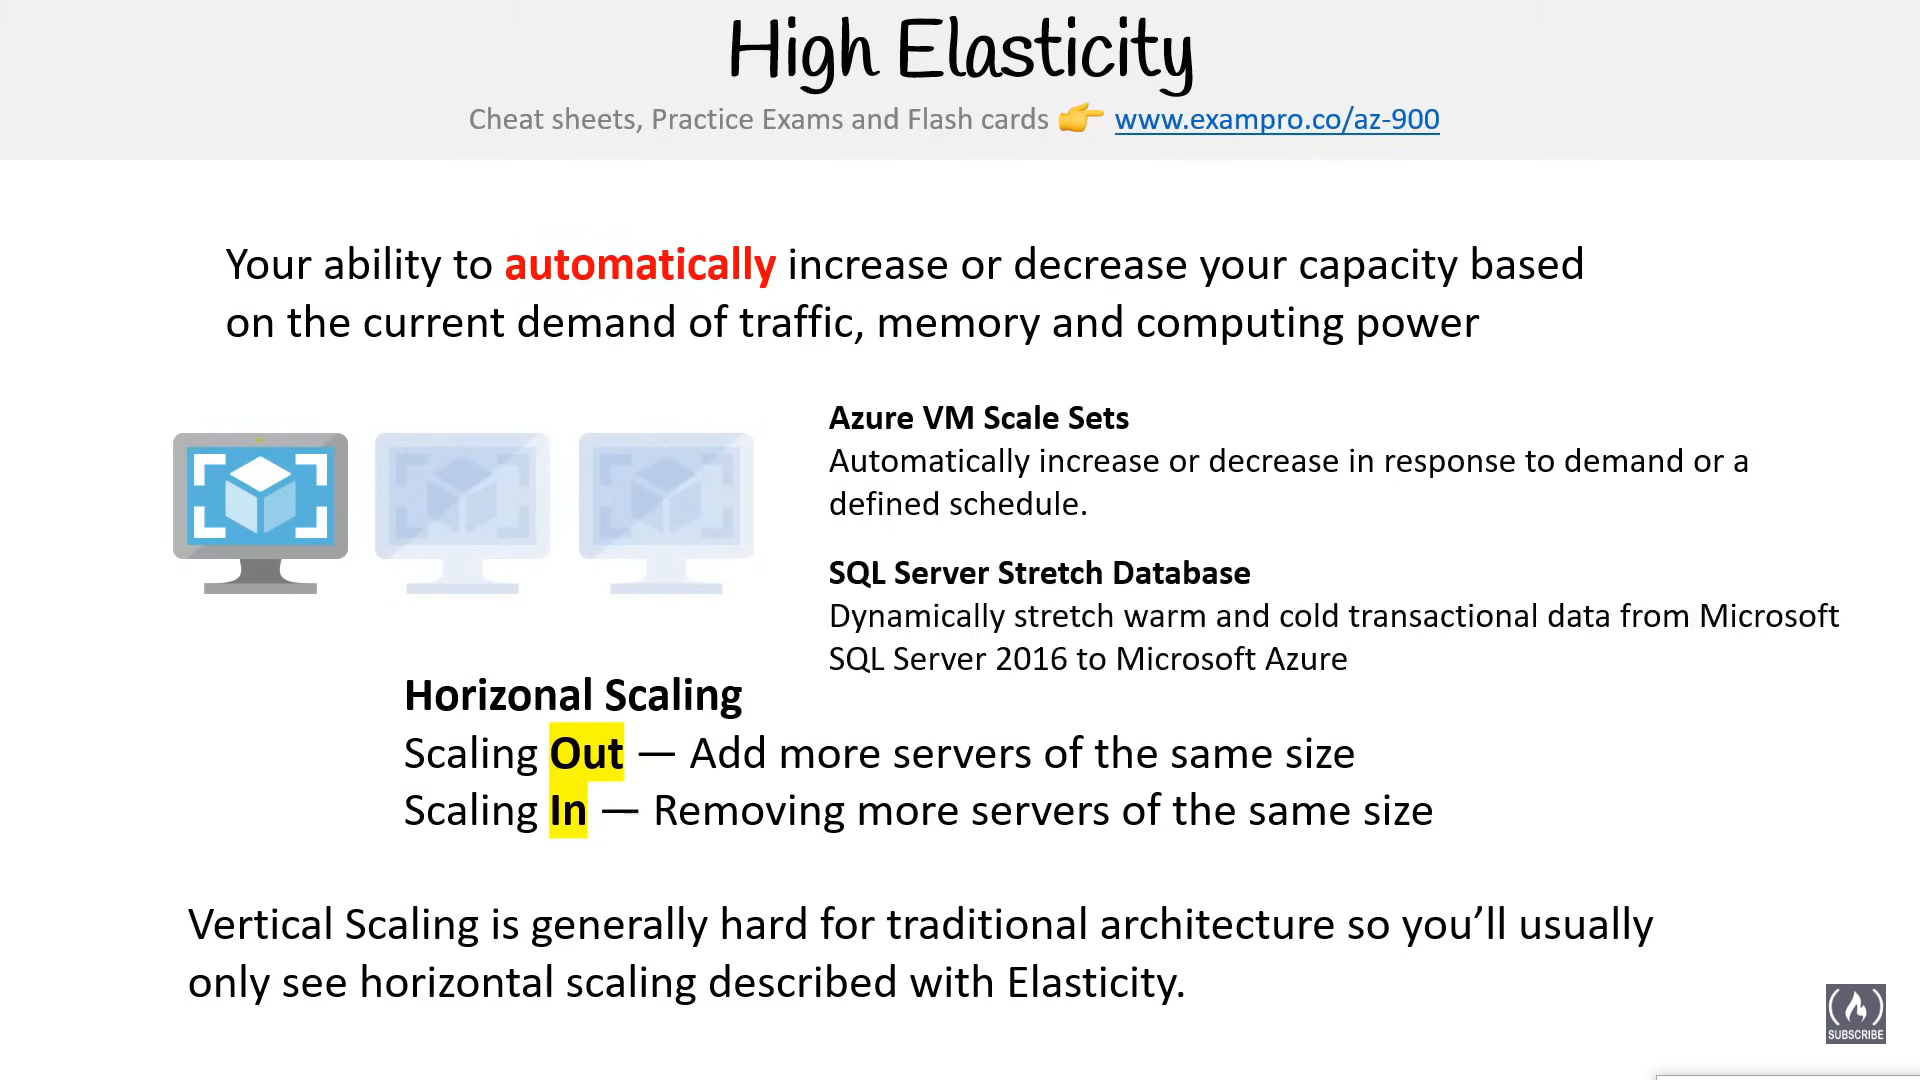 High Elasticity
Cheat sheets, Practice Exams and Flash cards 👉 www.exampro.co/az-900
Your ability to automatically increase or decrease your capacity based
on the current demand of traffic, memory and computing power
Azure VM Scale Sets
Automatically increase or decrease in response to demand or a
defined schedule.
SQL Server Stretch Database
Dynamically stretch warm and cold transactional data from Microsoft
SQL Server 2016 to Microsoft Azure
Horizonal Scaling
Scaling Out — Add more servers of the same size
Scaling In — Removing more servers of the same size
Vertical Scaling is generally hard for traditional architecture so you’ll usually
only see horizontal scaling described with Elasticity.
SUBSCRIBE